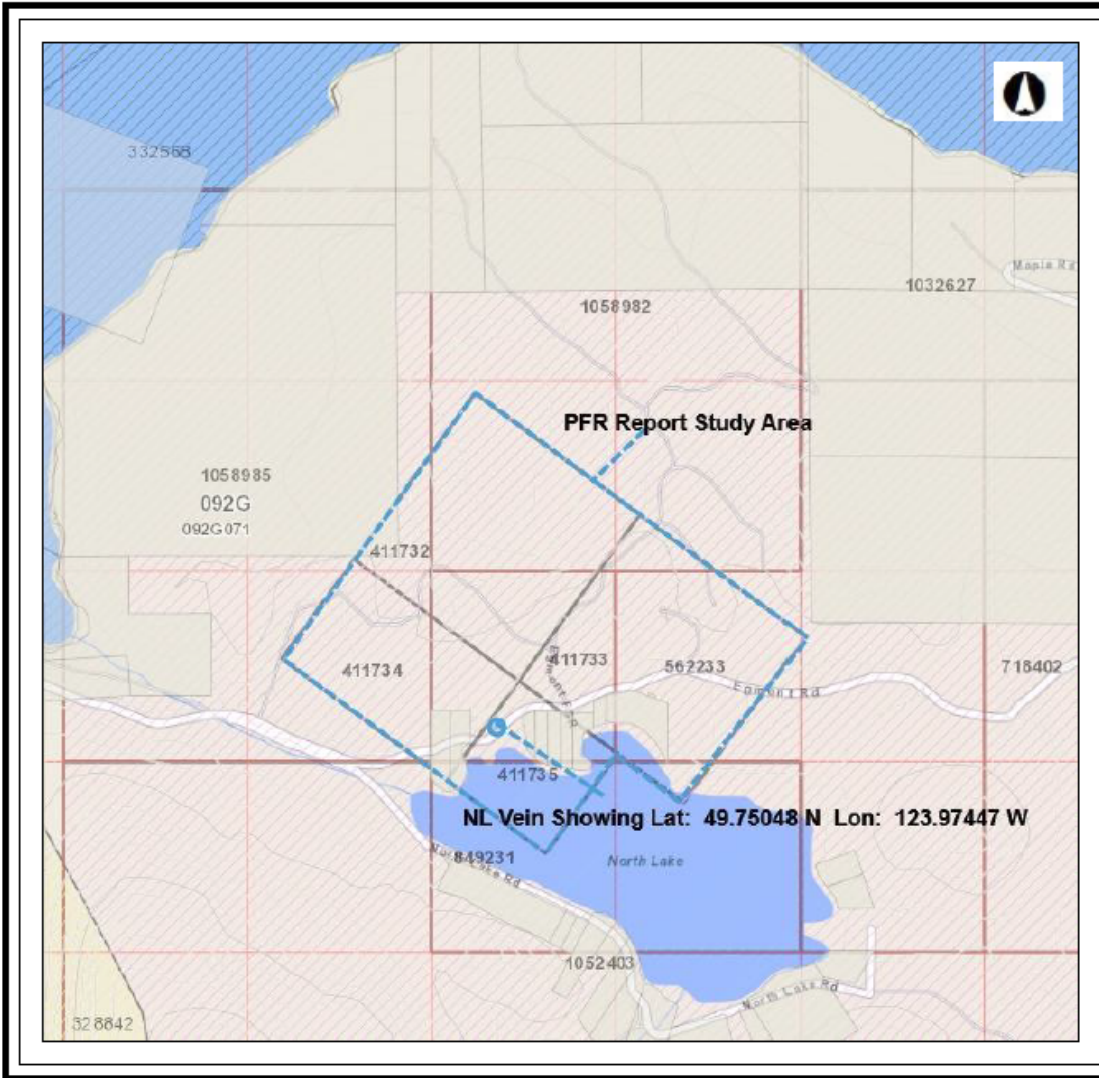 332568
Maple Rd
1032627
1058982
PFR Report Study Area
1058985
092G
092G071
411732
411734
411733
562233
716402
Egmont Rd
Egmont FSR
411735
NL Vein Showing Lat: 49.75048 N Lon: 123.97447 W
849231
North Lake
North Lake Rd
1052403
North Lake Rd
328842